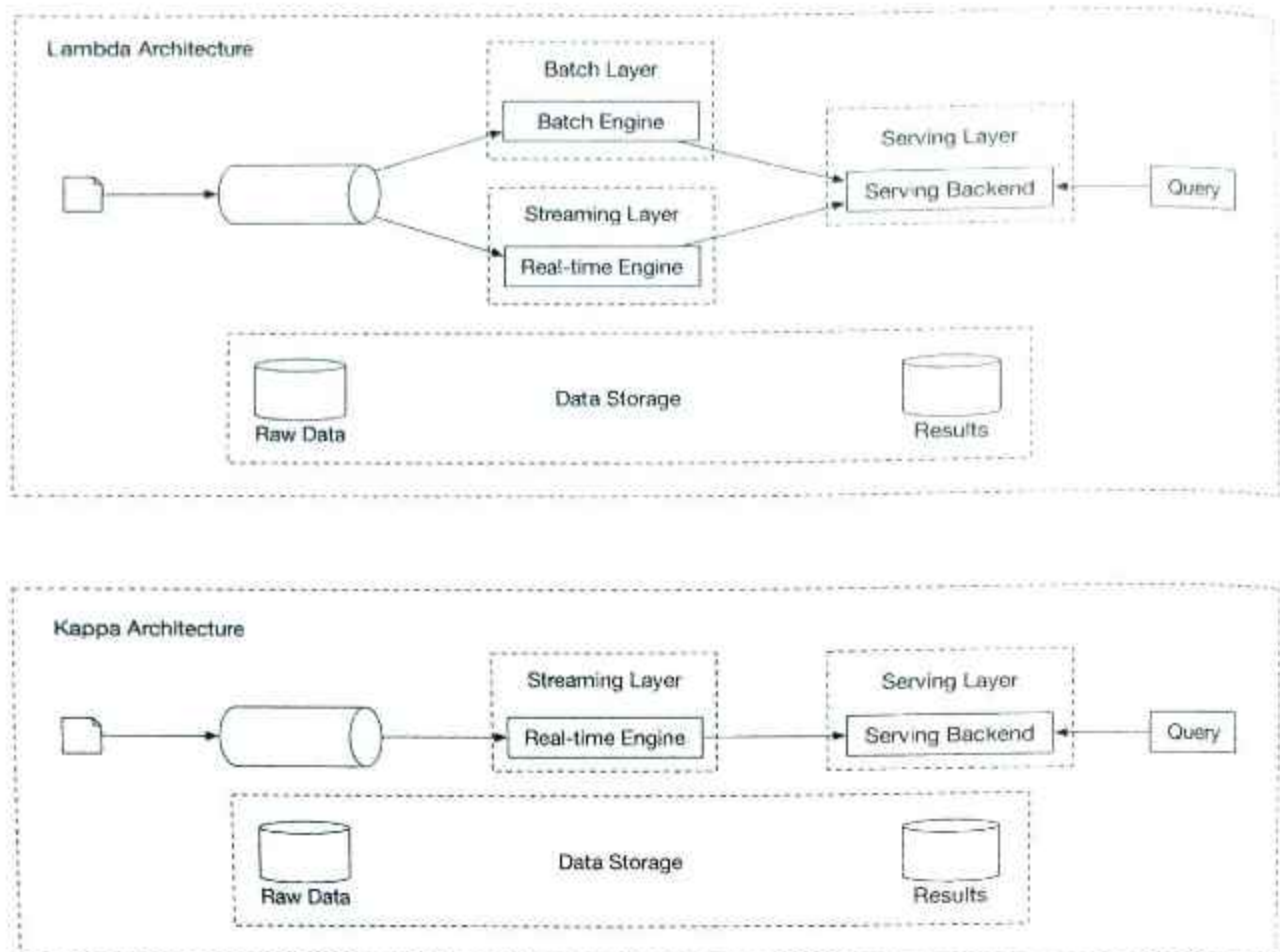 Lambda Architecture
Batch Layer
Batch Engine
Serving Layer
Serving Backend
Query
Streaming Layer
Real-time Engine
Data Storage
Raw Data
Results
Kappa Architecture
Streaming Layer
Serving Layer
Real-time Engine
Serving Backend
Query
Data Storage
Raw Data
Results